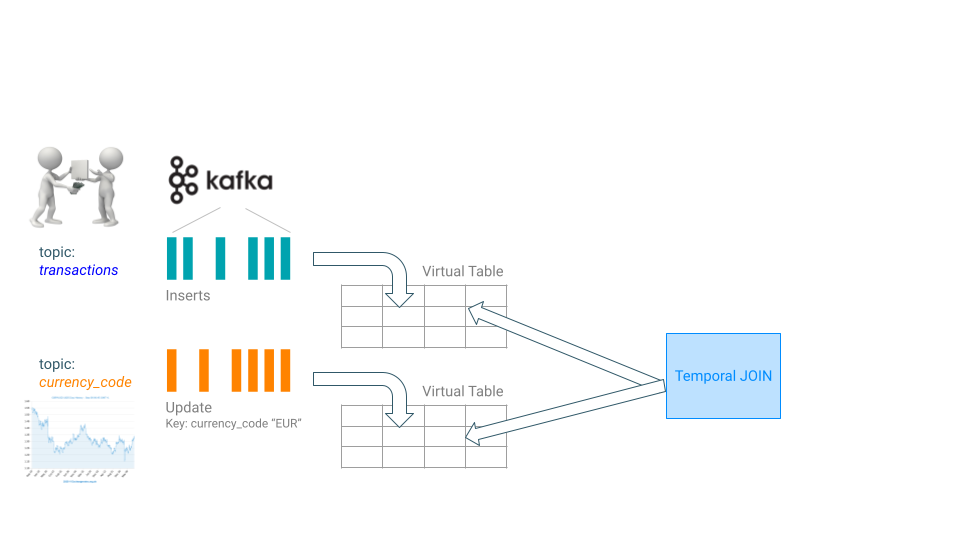 kafka
topic:
transactions
Inserts
Virtual Table
topic:
currency_code
Update
Key: currency_code “EUR”
Virtual Table
Temporal JOIN